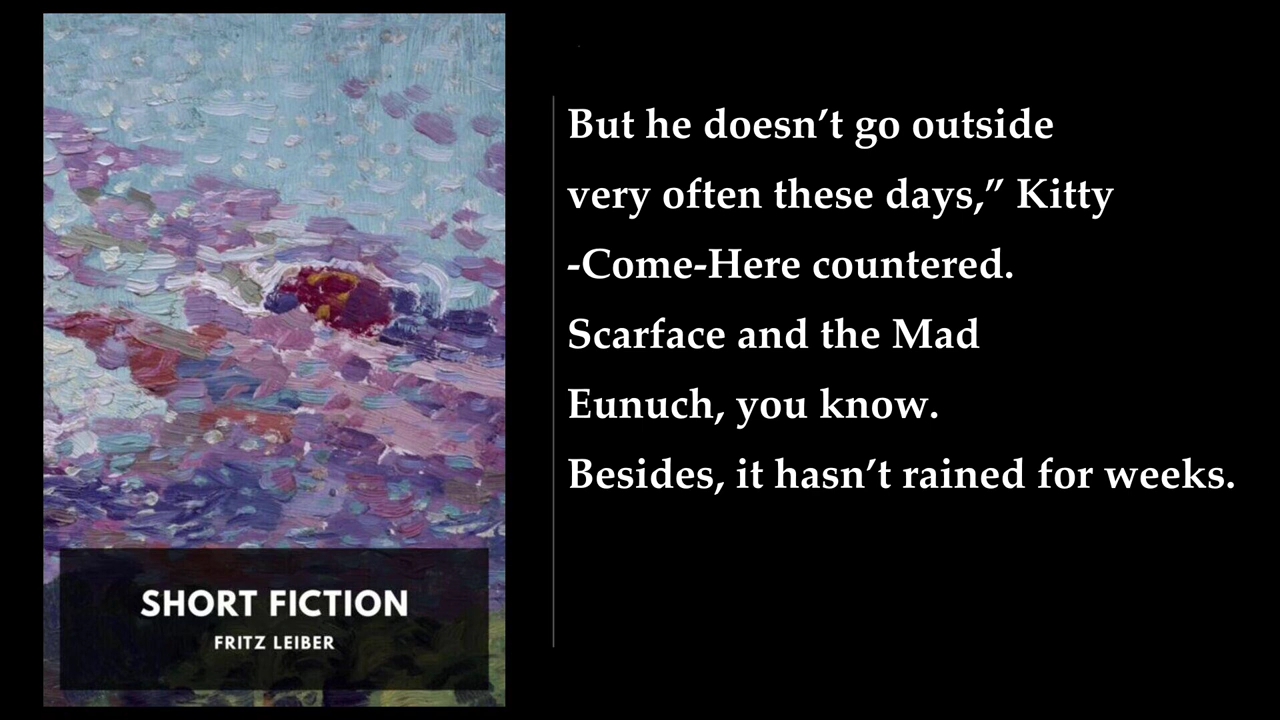 SHORT FICTION
FRITZ LEIBER
But he doesn’t go outside
very often these days,” Kitty
-Come-Here countered.
Scarface and the Mad
Eunuch, you know.
Besides, it hasn’t rained for weeks.